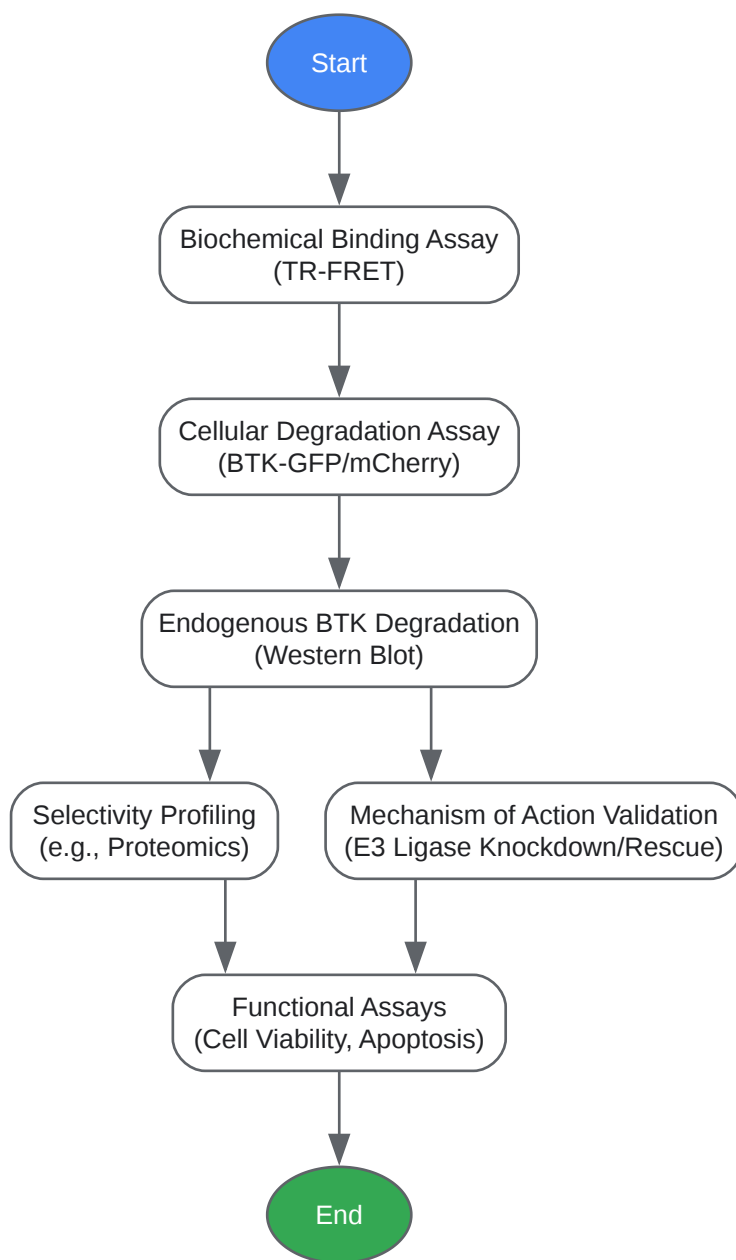 Start
Biochemical Binding Assay
(TR-FRET)
Cellular Degradation Assay
(BTK-GFP/mCherry)
Endogenous BTK Degradation
(Western Blot)
Selectivity Profiling
(e.g., Proteomics)
Mechanism of Action Validation
(E3 Ligase Knockdown/Rescue)
Functional Assays
(Cell Viability, Apoptosis)
End